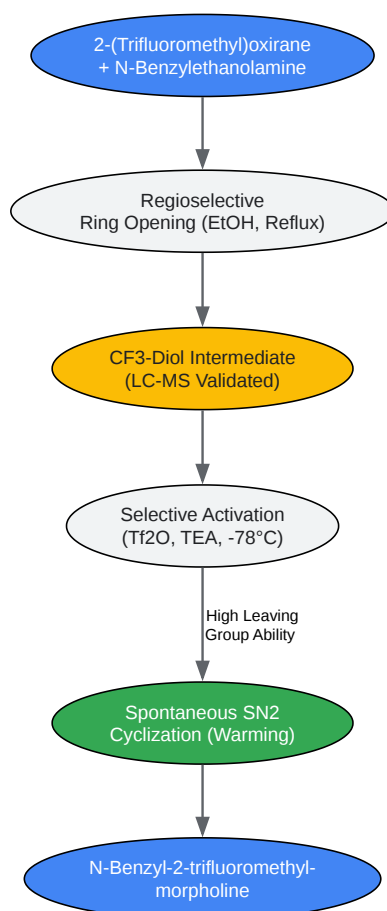 2-(Trifluoromethyl)oxirane
+ N-Benzylethanolamine
Regioselective
Ring Opening (EtOH, Reflux)
CF3-Diol Intermediate
(LC-MS Validated)
Selective Activation
(Tf2O, TEA, -78°C)
High Leaving
Group Ability
Spontaneous SN2
Cyclization (Warming)
N-Benzyl-2-trifluoromethyl-
morpholine